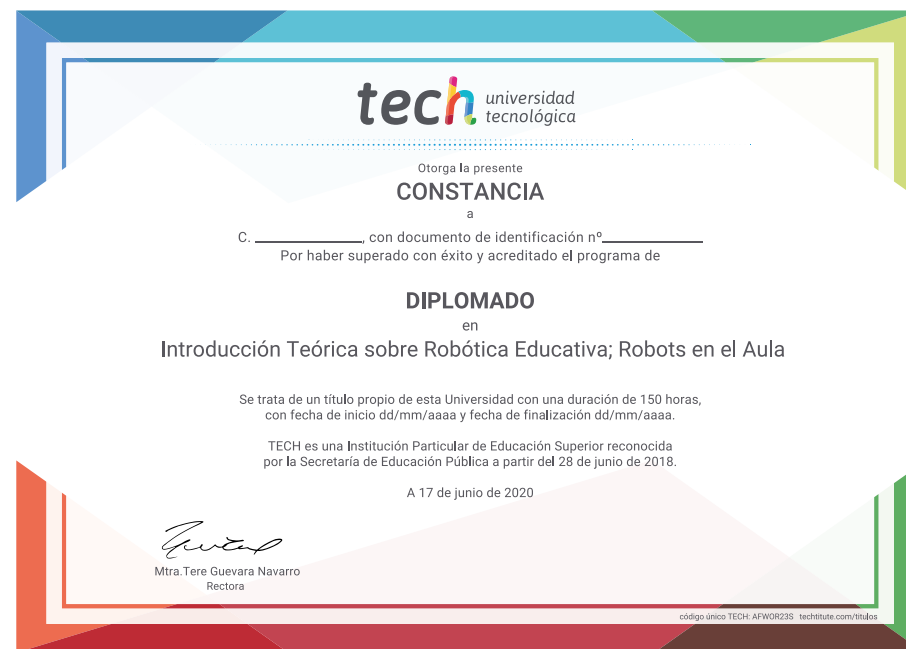 tech universidad
tecnológica
Otorga la presente
CONSTANCIA
a
C. ____________, con documento de identificación nº____________
Por haber superado con éxito y acreditado el programa de
DIPLOMADO
en
Introducción Teórica sobre Robótica Educativa; Robots en el Aula
Se trata de un título propio de esta Universidad con una duración de 150 horas,
con fecha de inicio dd/mm/aaaa y fecha de finalización dd/mm/aaaa.
TECH es una Institución Particular de Educación Superior reconocida
por la Secretaría de Educación Pública a partir del 28 de junio de 2018.
A 17 de junio de 2020
Mtra.Tere Guevara Navarro
Rectora
código único TECH: AFWOR23S techtitute.com/titulos